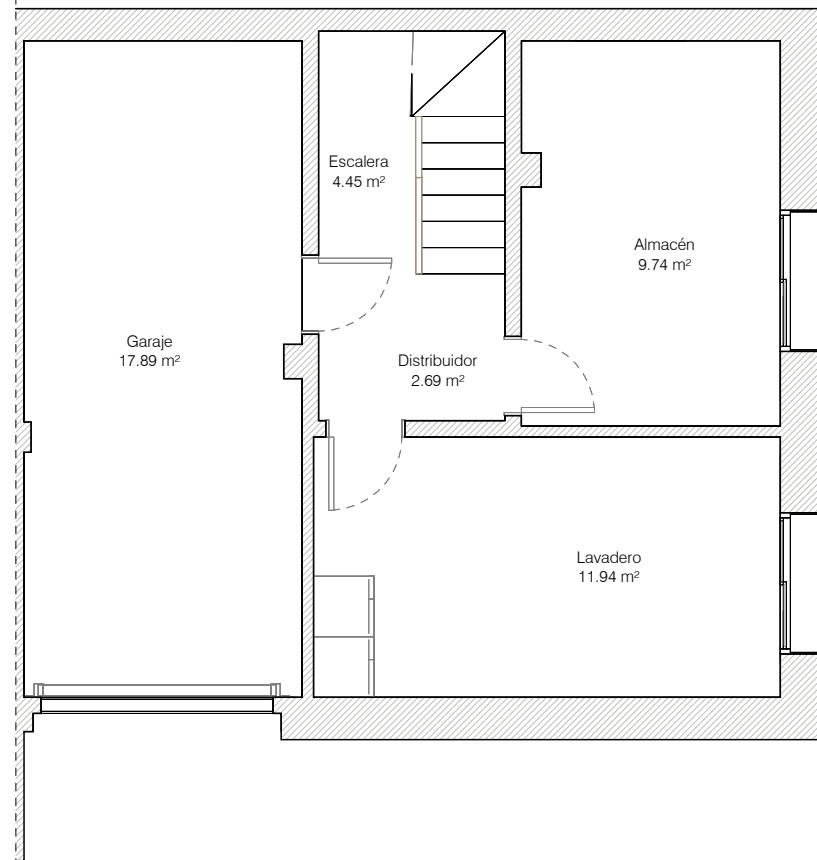 Escalera
4.45 m²
Almacén
9.74 m²
Garaje
17.89 m²
Distribuidor
2.69 m²
Lavadero
11.94 m²